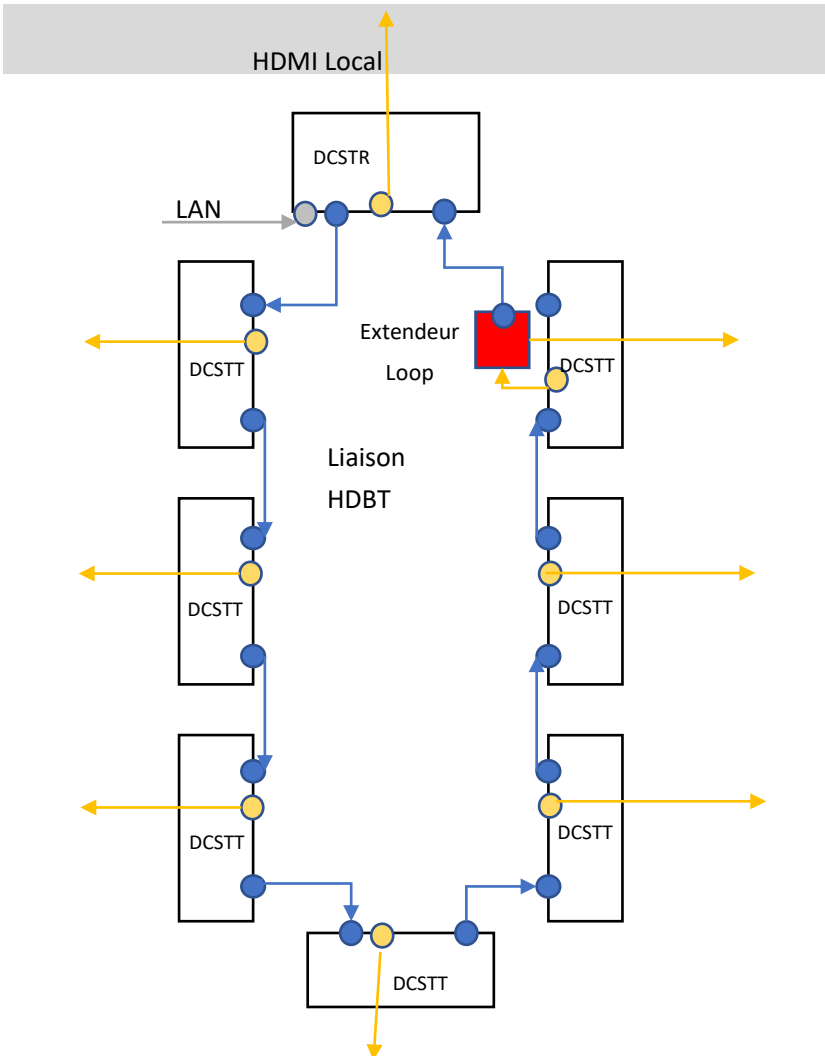 HDMI Local
DCSTR
LAN
Extendeur
Loop
DCSTT
DCSTT
Liaison
HDBT
DCSTT
DCSTT
DCSTT
DCSTT
DCSTT